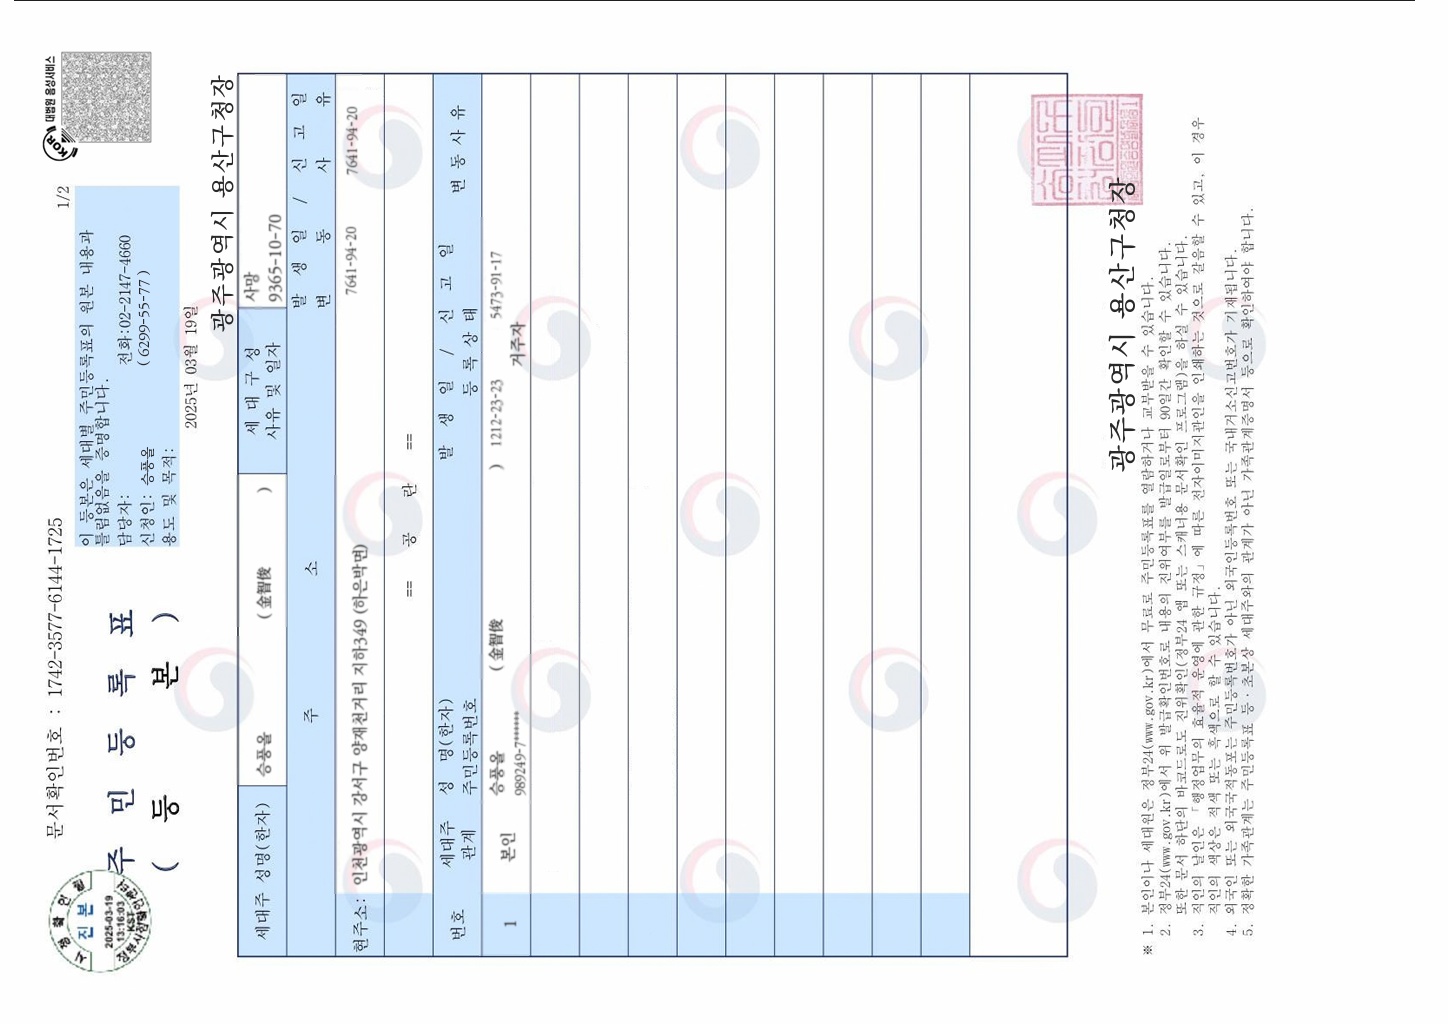 문서확인번호 : 1742-3577-6144-1725
1/2
대법원 음성서비스
KOR
시점확인필
진본
2025-03-19
13:16:03
KST
주 민 등 록 표
( 등 본 )
이 등본은 세대별 주민등록표의 원본 내용과
틀림없음을 증명합니다.
담당자: 전화:02-2147-4660
신청인: 승풍율 ( 6299-55-77 )
용도 및 목적:
2025년 03월 19일
광주광역시 용산구청장
세대주 성명(한자) 승풍율 ( 金智俊 )
세 대 구 성
사유 및 일자
사망
9365-10-70
주 소
발 생 일 / 신 고 일
변 동 사 유
현주소: 인천광역시 강서구 양재천거리 지하349 (하은박면) 7641-94-20 7641-94-20
== 공 란 ==
번호
세대주
관계
성 명(한자)
주민등록번호
발 생 일 / 신 고 일
등 록 상 태
변 동 사 유
1 본인 승풍율 ( 金智俊 ) 1212-23-23 5473-91-17
989249-7******* 거주자
광주광역시 용산구청장
※ 1. 본인이나 세대원은 정부24(www.gov.kr)에서 무료로 주민등록표를 열람하거나 교부받을 수 있습니다.
2. 정부24(www.gov.kr)에서 위 발급확인번호로 내용의 진위여부를 발급일로부터 90일간 확인할 수 있습니다.
또한 문서 하단의 바코드로도 진위확인(정부24 앱 또는 스캐너용 문서확인 프로그램)을 하실 수 있습니다.
3. 직인의 날인은 「행정업무의 효율적 운영에 관한 규정」에 따른 전자이미지관인을 인쇄하는 것으로 갈음할 수 있고, 이 경우
직인의 색상은 적색 또는 흑색으로 할 수 있습니다.
4. 외국인 또는 외국국적동포는 주민등록번호가 아닌 외국인등록번호 또는 국내거소신고번호가 기재됩니다.
5. 정확한 가족관계는 주민등록표 등·초본상 세대주와의 관계가 아닌 가족관계증명서 등으로 확인하여야 합니다.